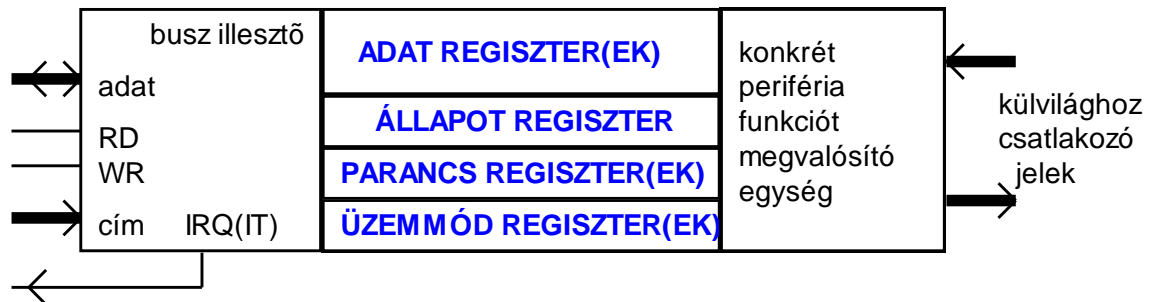 busz illesztõ
adat
RD
WR
cím IRQ(IT)
ADAT REGISZTER(EK)
ÁLLAPOT REGISZTER
PARANCS REGISZTER(EK)
ÜZEMMÓD REGISZTER(EK)
konkrét
periféria
funkciót
megvalósító
egység
külvilághoz
csatlakozó
jelek